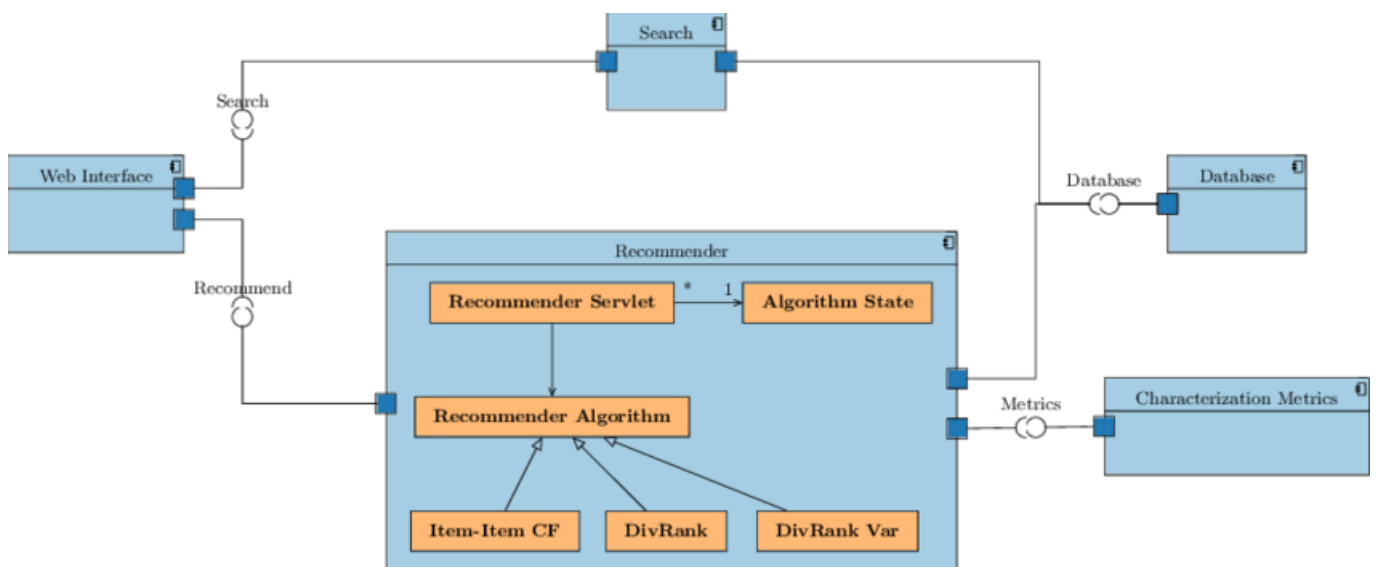 Search
Search
Web Interface
Database
Database
Recommend
Recommender
Recommender Servlet
* 1
Algorithm State
Recommender Algorithm
Metrics
Characterization Metrics
Item-Item CF
DivRank
DivRank Var